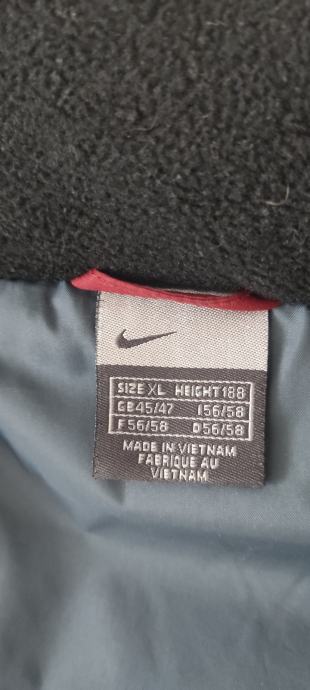 SIZE XL HEIGHT 188
GB 45/47 I 56/58
F 56/58 D 56/58
MADE IN VIETNAM
FABRIQUE AU
VIETNAM